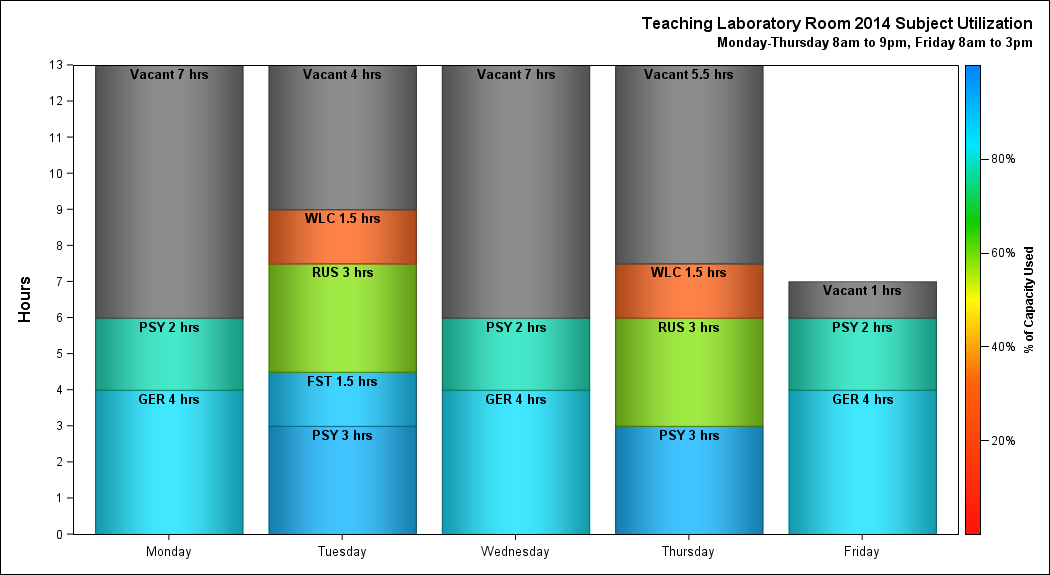 Teaching Laboratory Room 2014 Subject Utilization
Monday-Thursday 8am to 9pm, Friday 8am to 3pm
13
12
11
10
9
8
7
6
5
4
3
2
1
0
Hours
Vacant 7 hrs
PSY 2 hrs
GER 4 hrs
Vacant 4 hrs
WLC 1.5 hrs
RUS 3 hrs
FST 1.5 hrs
PSY 3 hrs
Vacant 7 hrs
PSY 2 hrs
GER 4 hrs
Vacant 5.5 hrs
WLC 1.5 hrs
RUS 3 hrs
PSY 3 hrs
Vacant 1 hrs
PSY 2 hrs
GER 4 hrs
Monday
Tuesday
Wednesday
Thursday
Friday
80%
60%
40%
20%
% of Capacity Used